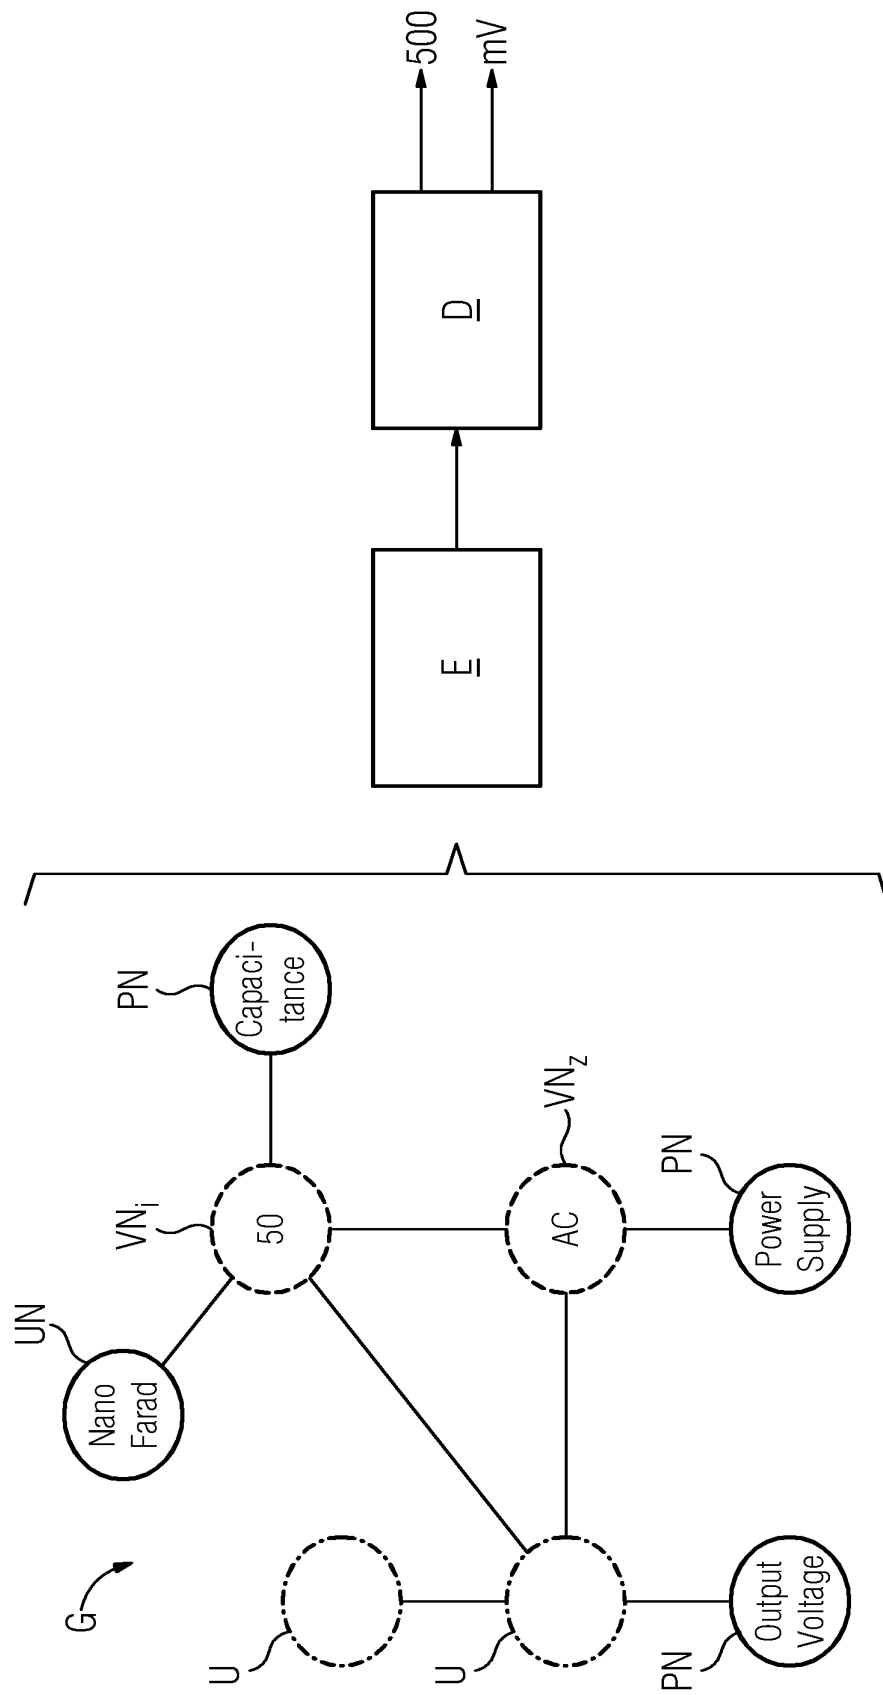 G
U
U
PN
Output
Voltage
UN
Nano
Farad
VNi
50
PN
Capaci-
tance
AC
VNz
PN
Power
Supply
E
D
500
mV